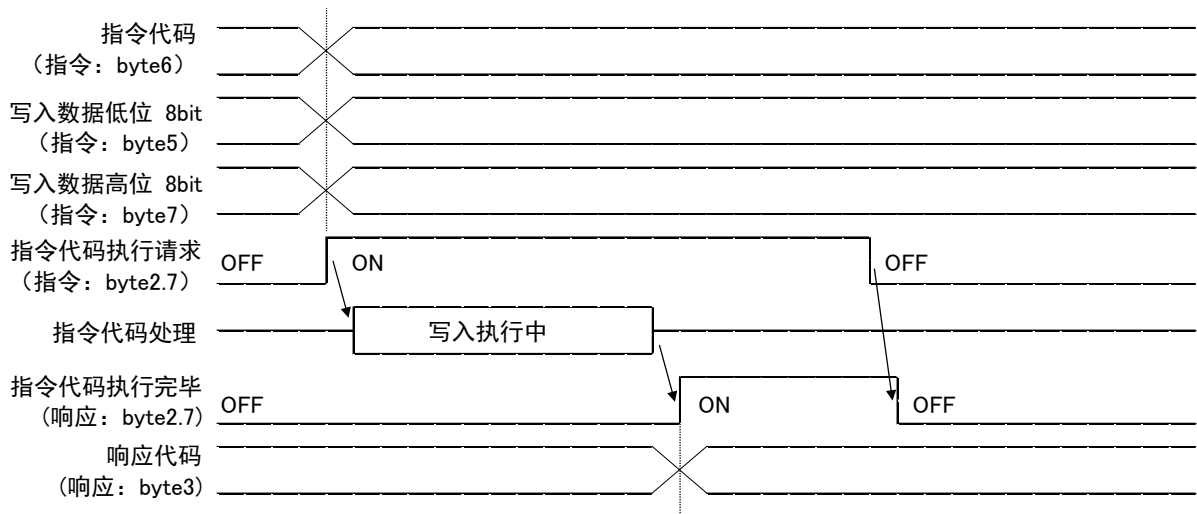 指令代码
（指令：byte6）
写入数据低位 8bit
（指令：byte5）
写入数据高位 8bit
（指令：byte7）
指令代码执行请求
（指令：byte2.7）
OFF
ON
OFF
指令代码处理
写入执行中
指令代码执行完毕
（响应：byte2.7）
OFF
ON
OFF
响应代码
（响应：byte3）